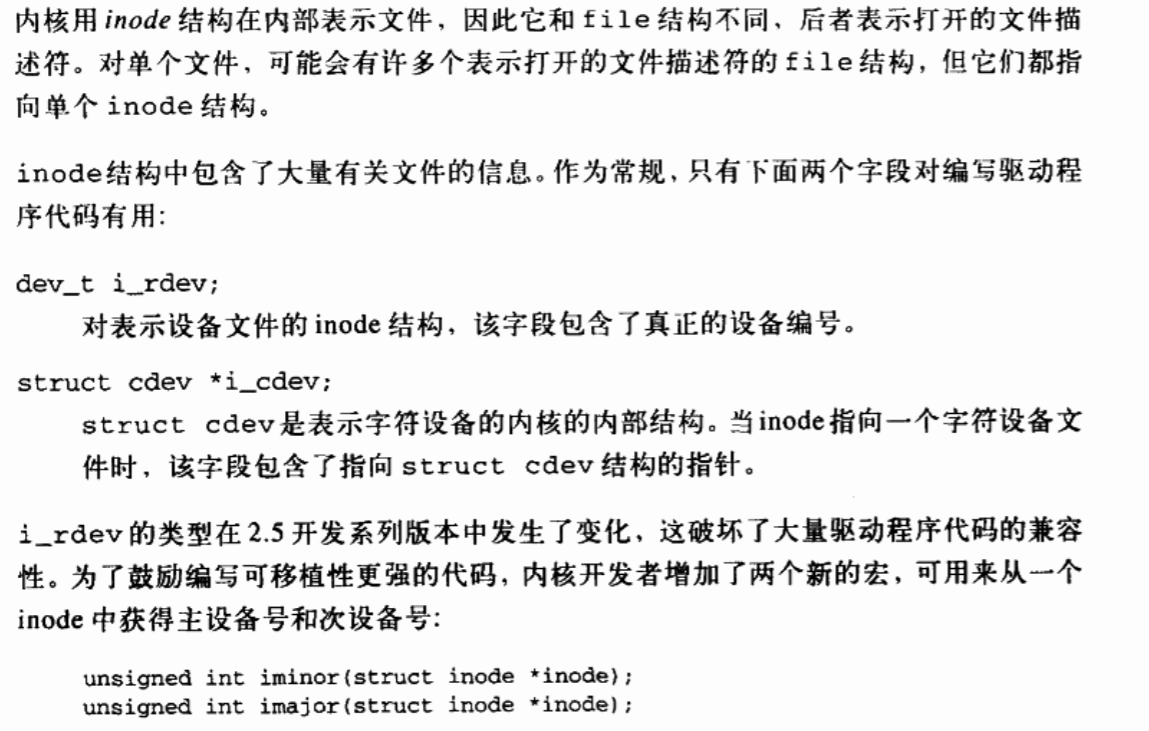 内核用 inode 结构在内部表示文件，因此它和 file 结构不同，后者表示打开的文件描
述符。对单个文件，可能会有许多个表示打开的文件描述符的 file 结构，但它们都指
向单个 inode 结构。
inode结构中包含了大量有关文件的信息。作为常规，只有下面两个字段对编写驱动程
序代码有用：
dev_t i_rdev;
对表示设备文件的 inode 结构，该字段包含了真正的设备编号。
struct cdev *i_cdev;
struct cdev是表示字符设备的内核的内部结构。当inode指向一个字符设备文
件时，该字段包含了指向 struct cdev 结构的指针。
i_rdev 的类型在 2.5 开发系列版本中发生了变化，这破坏了大量驱动程序代码的兼容
性。为了鼓励编写可移植性更强的代码，内核开发者增加了两个新的宏，可用来从一个
inode 中获得主设备号和次设备号：
unsigned int iminor(struct inode *inode);
unsigned int imajor(struct inode *inode);